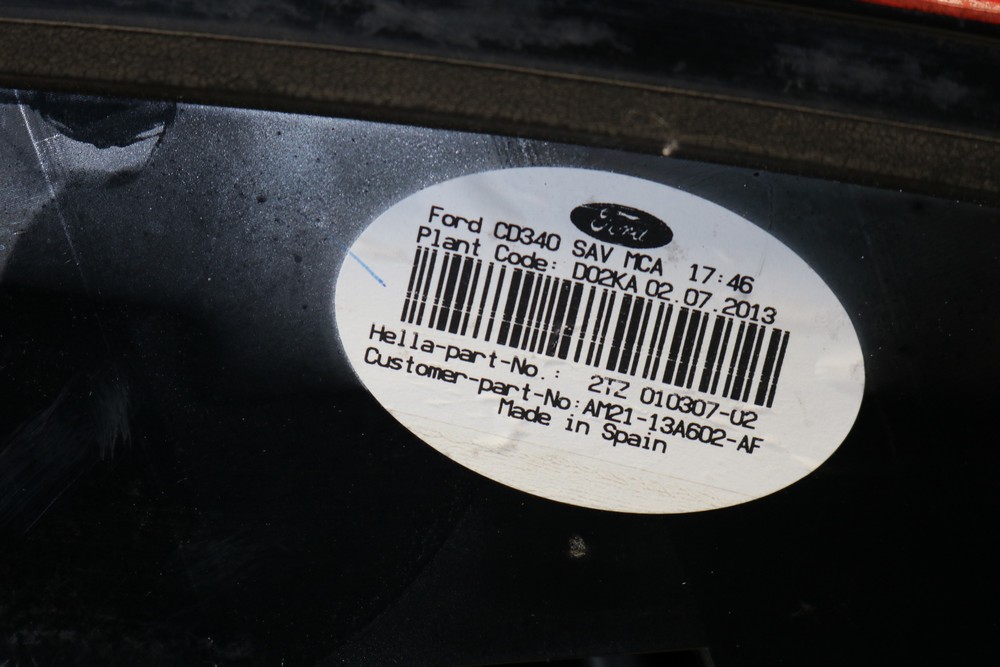 Ford
Ford CD340 SAV MCA 17:46
Plant Code: D02KA 02.07.2013
Hella-part-No.: 2TZ 010307-02
Customer-part-No:AM21-13A602-AF
Made in Spain